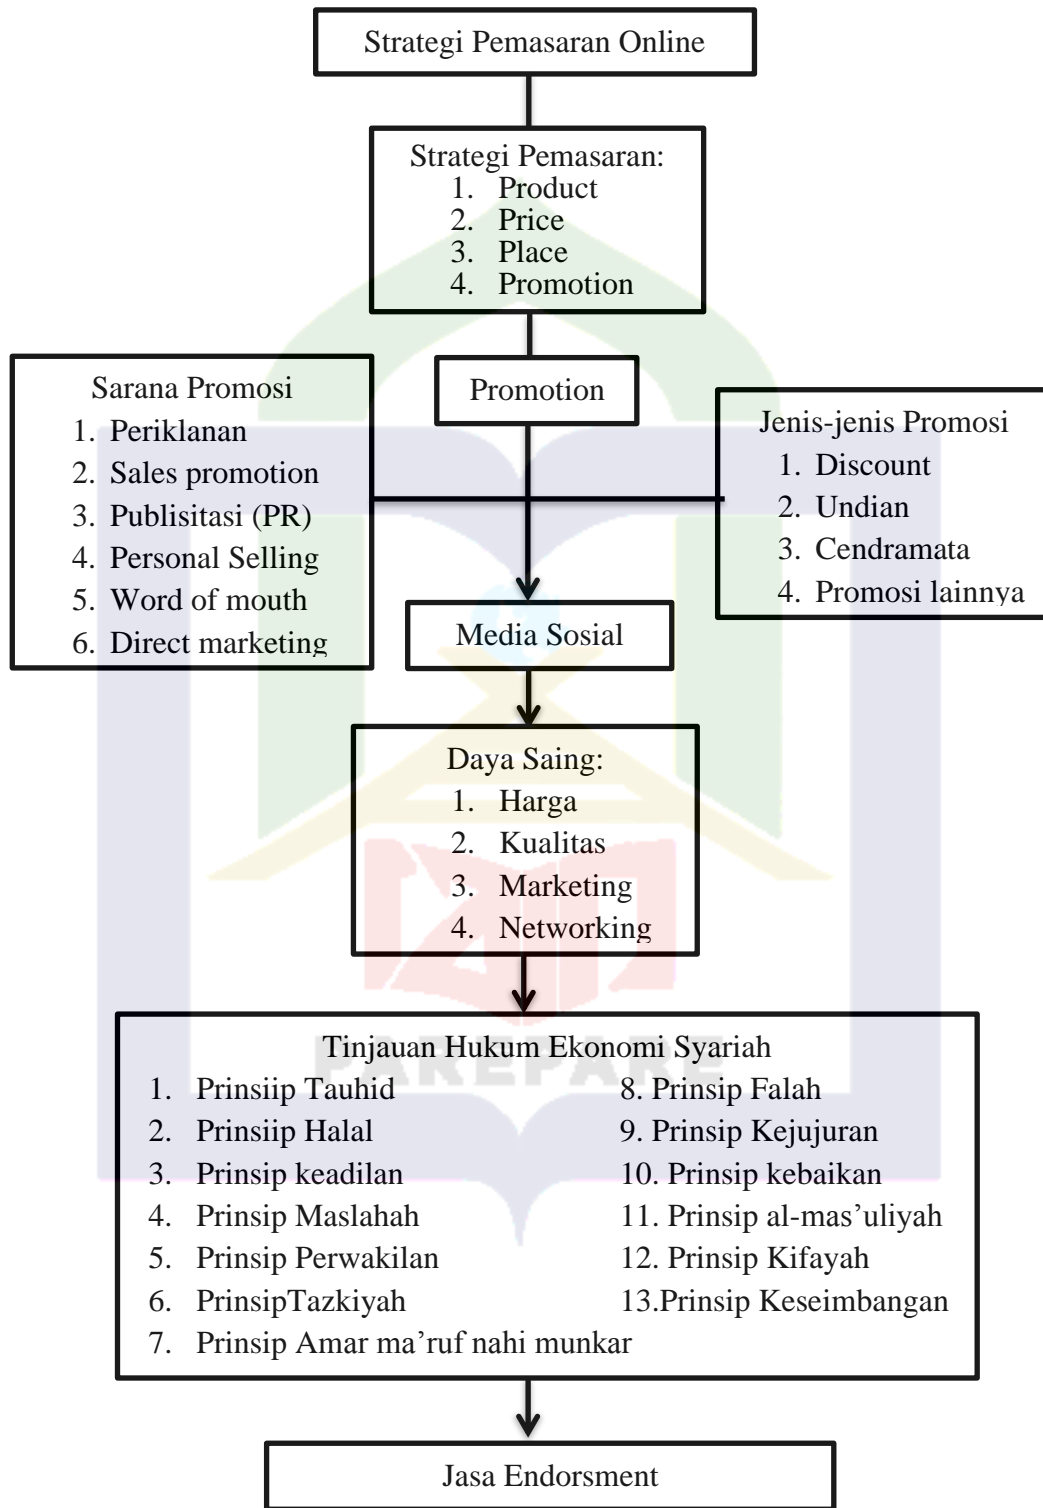 Strategi Pemasaran Online
Strategi Pemasaran:
1. Product
2. Price
3. Place
4. Promotion
Promotion
Sarana Promosi
1. Periklanan
2. Sales promotion
3. Publisitasi (PR)
4. Personal Selling
5. Word of mouth
6. Direct marketing
Jenis-jenis Promosi
1. Discount
2. Undian
3. Cendramata
4. Promosi lainnya
Media Sosial
Daya Saing:
1. Harga
2. Kualitas
3. Marketing
4. Networking
PAREPARE
Tinjauan Hukum Ekonomi Syariah
1. Prinsiip Tauhid
2. Prinsiip Halal
3. Prinsip keadilan
4. Prinsip Maslahah
5. Prinsip Perwakilan
6. PrinsipTazkiyah
7. Prinsip Amar ma’ruf nahi munkar
8. Prinsip Falah
9. Prinsip Kejujuran
10. Prinsip kebaikan
11. Prinsip al-mas’uliyah
12. Prinsip Kifayah
13.Prinsip Keseimbangan
Jasa Endorsment